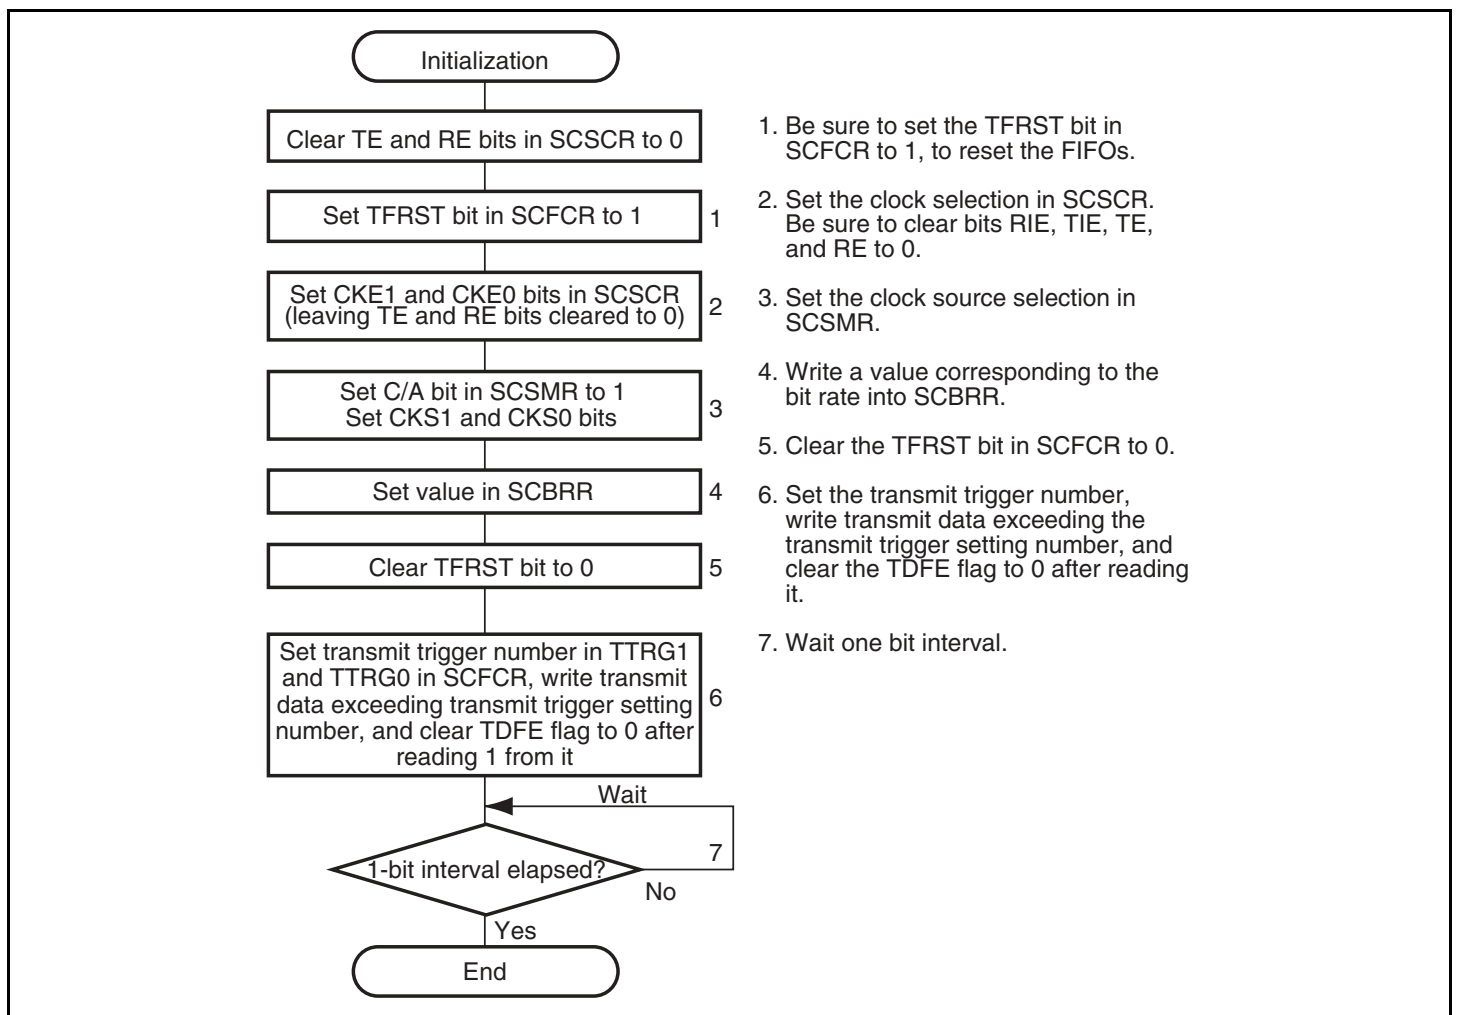 Initialization
Clear TE and RE bits in SCSCR to 0
Set TFRST bit in SCFCR to 1
1
Set CKE1 and CKE0 bits in SCSCR
(leaving TE and RE bits cleared to 0)
2
Set C/A bit in SCSMR to 1
Set CKS1 and CKS0 bits
3
Set value in SCBRR
4
Clear TFRST bit to 0
5
Set transmit trigger number in TTRG1
and TTRG0 in SCFCR, write transmit
data exceeding transmit trigger setting
number, and clear TDFE flag to 0 after
reading 1 from it
6
Wait
1-bit interval elapsed?
7
No
Yes
End
1. Be sure to set the TFRST bit in
SCFCR to 1, to reset the FIFOs.
2. Set the clock selection in SCSCR.
Be sure to clear bits RIE, TIE, TE,
and RE to 0.
3. Set the clock source selection in
SCSMR.
4. Write a value corresponding to the
bit rate into SCBRR.
5. Clear the TFRST bit in SCFCR to 0.
6. Set the transmit trigger number,
write transmit data exceeding the
transmit trigger setting number, and
clear the TDFE flag to 0 after reading
it.
7. Wait one bit interval.